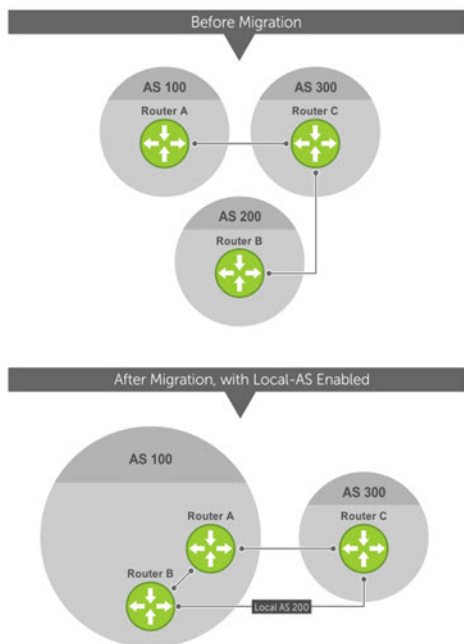 Before Migration
AS 100
AS 300
Router A
Router C
AS 200
Router B
After Migration, with Local-AS Enabled
AS 100
AS 300
Router A
Router C
Router B
Local AS 200